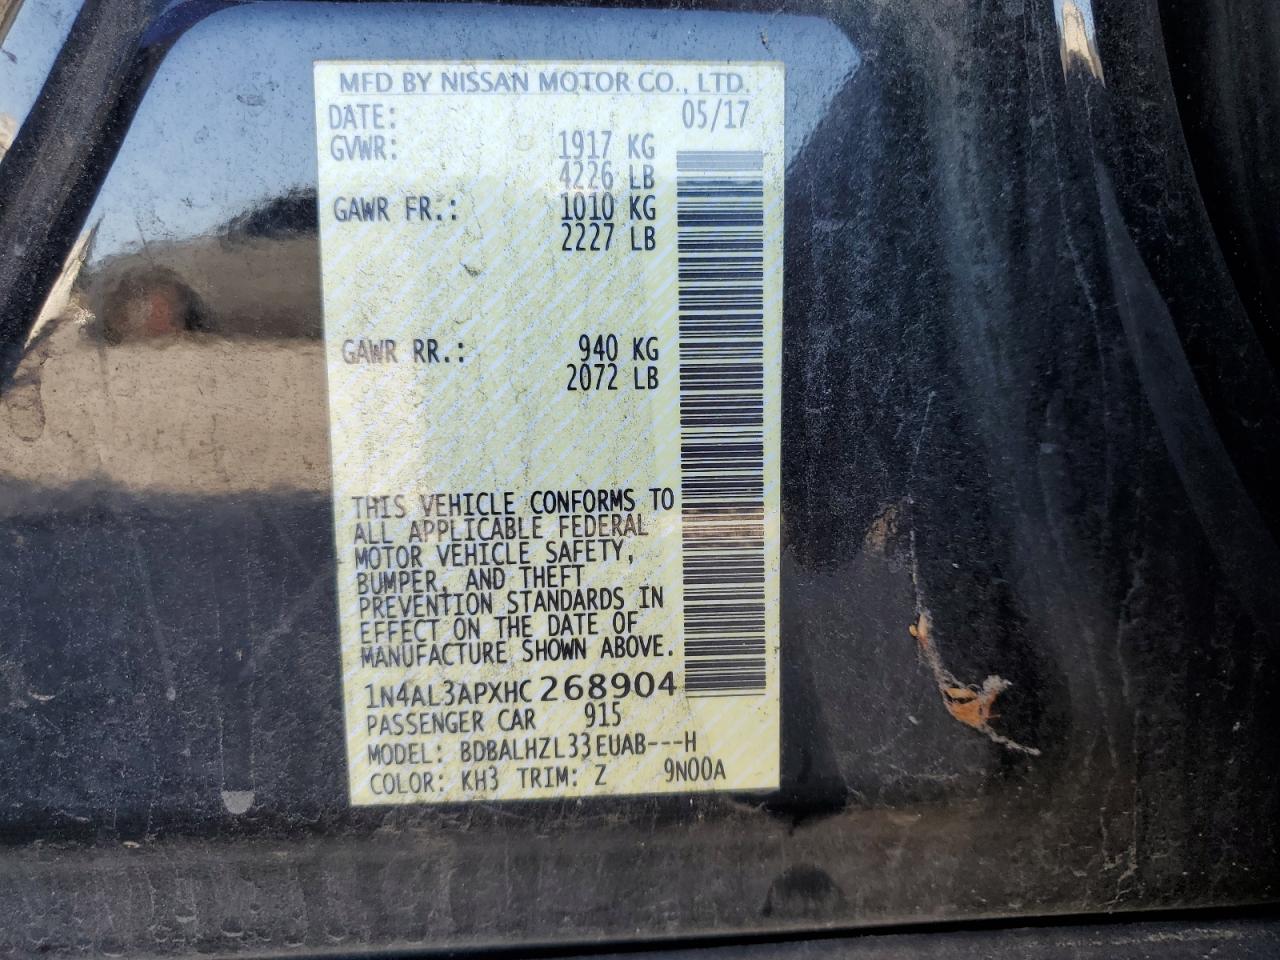 MFD BY NISSAN MOTOR CO., LTD.
DATE: 05/17
GVWR: 1917 KG
4226 LB
GAWR FR.: 1010 KG
2227 LB
GAWR RR.: 940 KG
2072 LB
THIS VEHICLE CONFORMS TO
ALL APPLICABLE FEDERAL
MOTOR VEHICLE SAFETY,
BUMPER, AND THEFT
PREVENTION STANDARDS IN
EFFECT ON THE DATE OF
MANUFACTURE SHOWN ABOVE.
1N4AL3APXHC268904
PASSENGER CAR 915
MODEL: BDBALHZL33EUAB---H
COLOR: KH3 TRIM: Z 9N00A